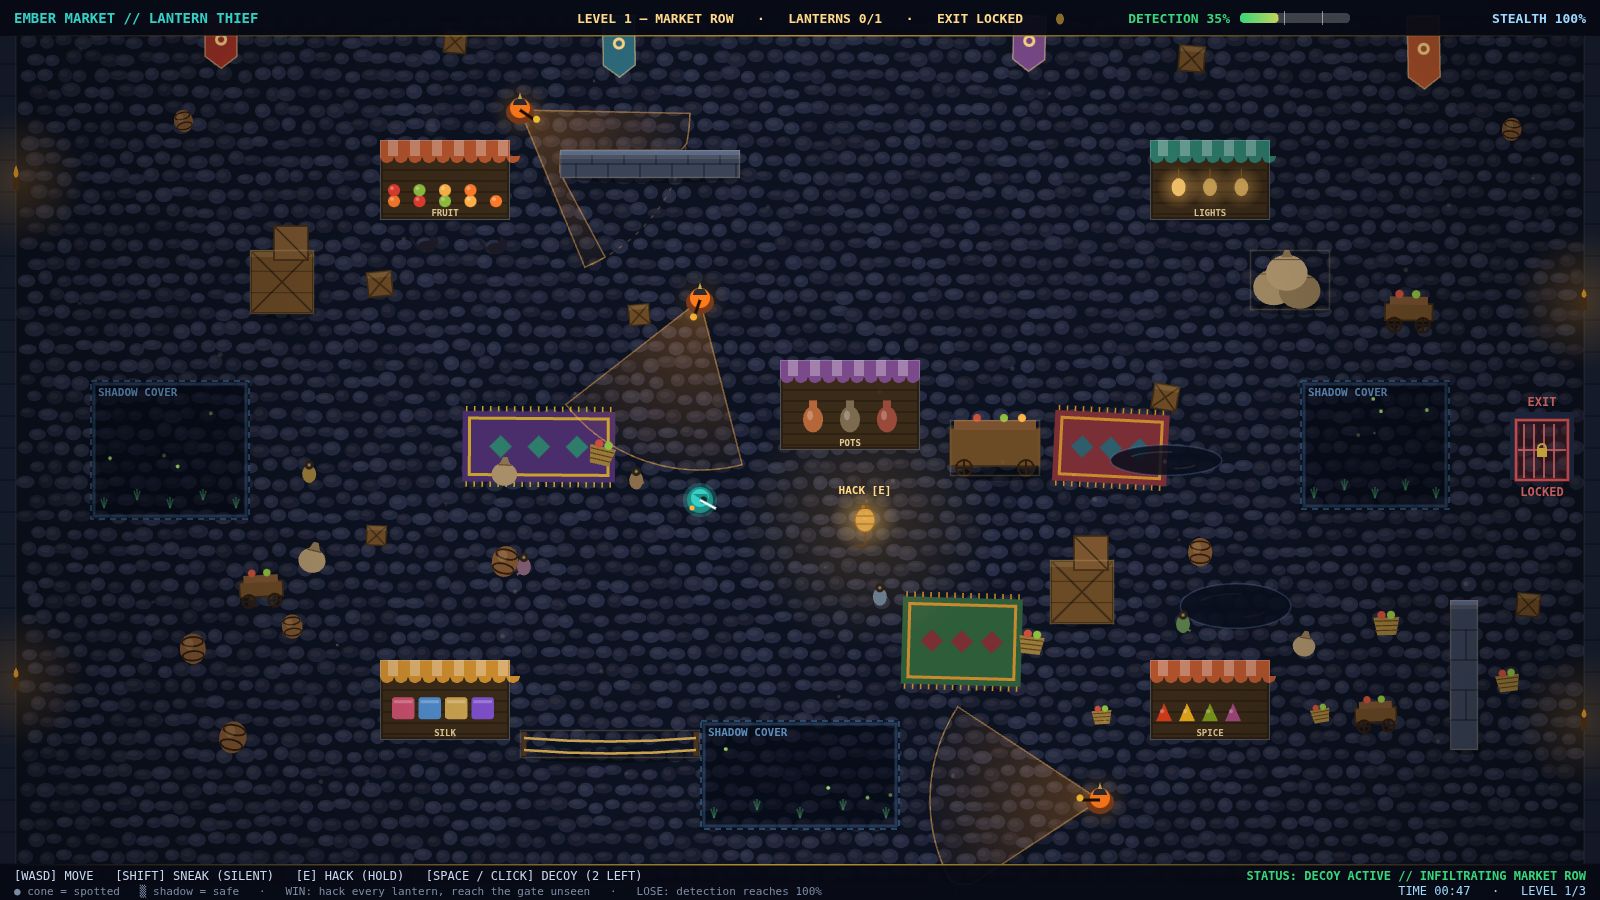 EMBER MARKET // LANTERN THIEF
LEVEL 1 — MARKET ROW · LANTERNS 0/1 · EXIT LOCKED
DETECTION 35%
STEALTH 100%
FRUIT
LIGHTS
SHADOW COVER
POTS
SHADOW COVER
EXIT
LOCKED
HACK [E]
SILK
SHADOW COVER
SPICE
[WASD] MOVE [SHIFT] SNEAK (SILENT) [E] HACK (HOLD) [SPACE / CLICK] DECOY (2 LEFT)
STATUS: DECOY ACTIVE // INFILTRATING MARKET ROW
● cone = spotted ▒ shadow = safe · WIN: hack every lantern, reach the gate unseen · LOSE: detection reaches 100%
TIME 00:47 · LEVEL 1/3